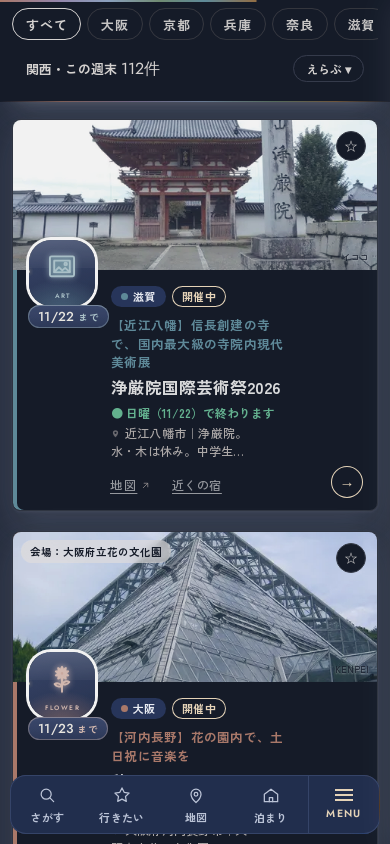 すべて
大阪
京都
兵庫
奈良
滋賀
関西・この週末 112件
えらぶ ▾
浄厳院
☆
ART
11/22 まで
滋賀
開催中
【近江八幡】信長創建の寺
で、国内最大級の寺院内現代
美術展
浄厳院国際芸術祭2026
日曜（11/22）で終わります
近江八幡市｜浄厳院。
水・木は休み。中学生…
地図 ↗
近くの宿
→
会場：大阪府立花の文化園
☆
KENPEI
FLOWER
11/23 まで
大阪
開催中
【河内長野】花の園内で、土
日祝に音楽を
さがす
行きたい
地図
泊まり
MENU